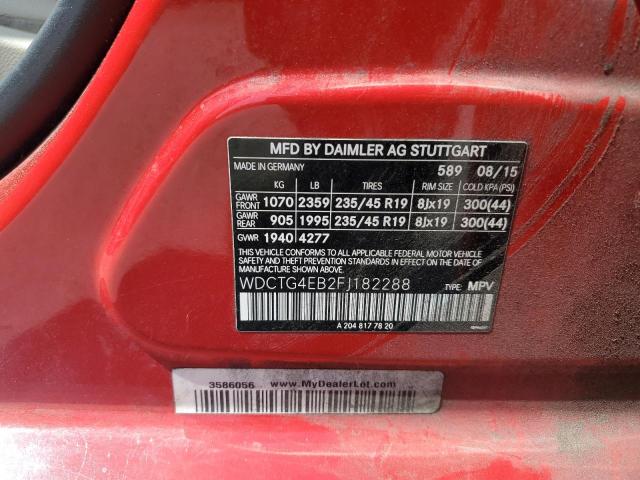 MFD BY DAIMLER AG STUTTGART
MADE IN GERMANY 589 08/15
KG LB TIRES RIM SIZE COLD KPA (PSI)
GAWR FRONT 1070 2359 235/45 R19 8Jx19 300(44)
GAWR REAR 905 1995 235/45 R19 8Jx19 300(44)
GVWR 1940 4277
THIS VEHICLE CONFORMS TO ALL APPLICABLE FEDERAL MOTOR VEHICLE
SAFETY STANDARDS IN EFFECT ON THE DATE OF
MANUFACTURE SHOWN ABOVE.
WDCTG4EB2FJ182288 TYPE: MPV
A 204 817 78 20
3586056 www.MyDealerLot.com